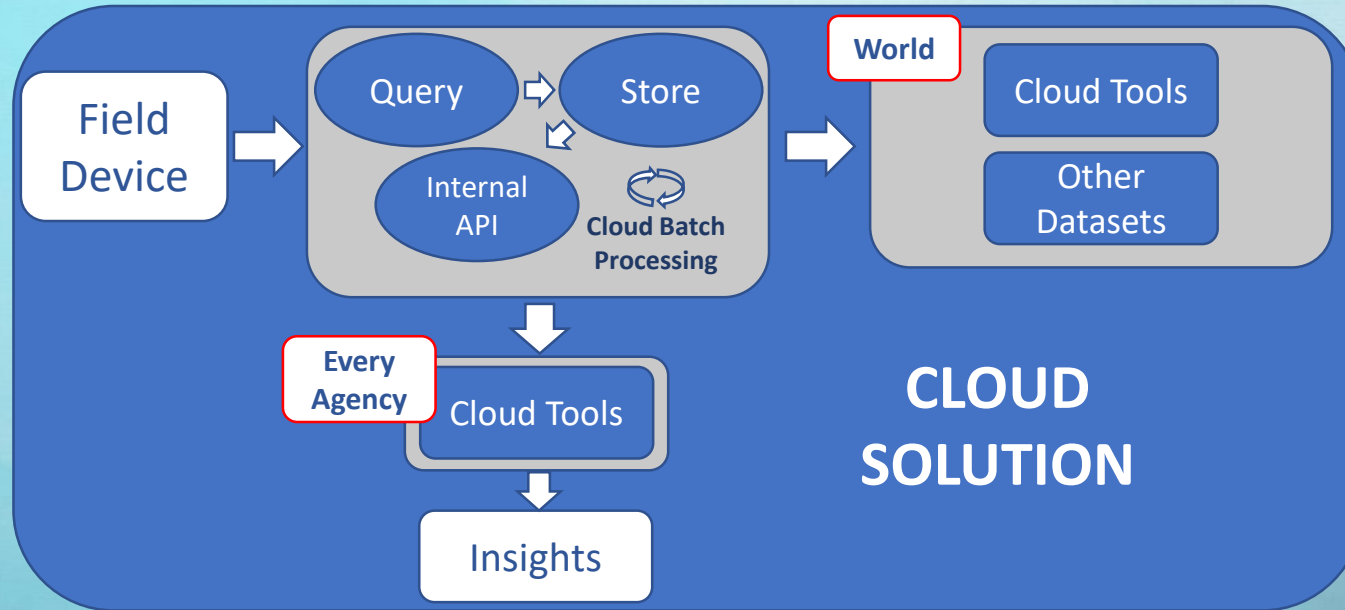 Field
Device
Query
Store
Internal
API
Cloud Batch
Processing
World
Cloud Tools
Other
Datasets
Every
Agency
Cloud Tools
Insights
CLOUD
SOLUTION